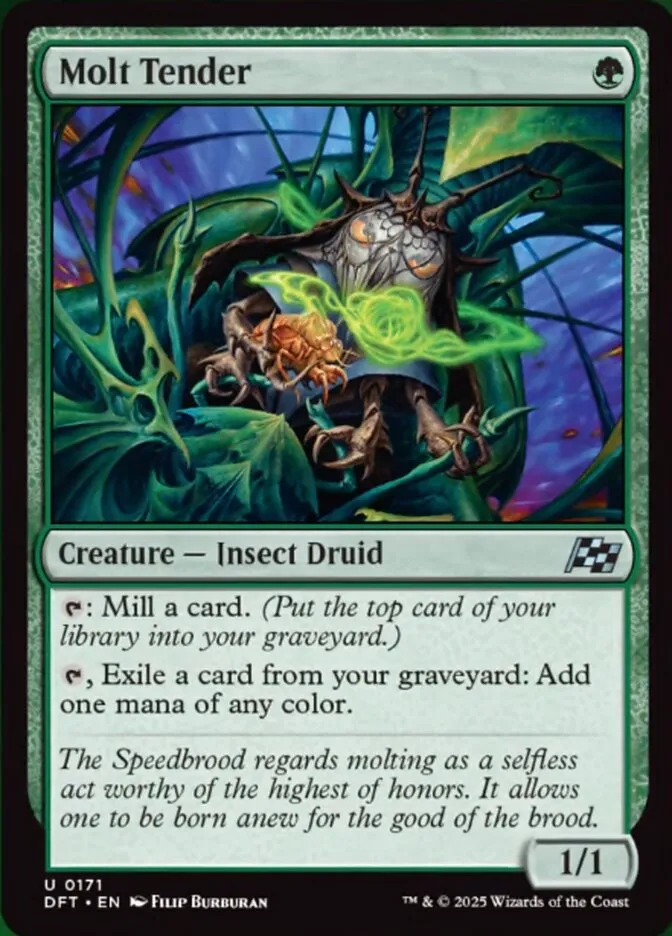 Molt Tender
Creature — Insect Druid
: Mill a card. (Put the top card of your
library into your graveyard.)
, Exile a card from your graveyard: Add
one mana of any color.
The Speedbrood regards molting as a selfless
act worthy of the highest of honors. It allows
one to be born anew for the good of the brood.
1/1
U 0171
DFT • EN Filip Burburan
™ & © 2025 Wizards of the Coast